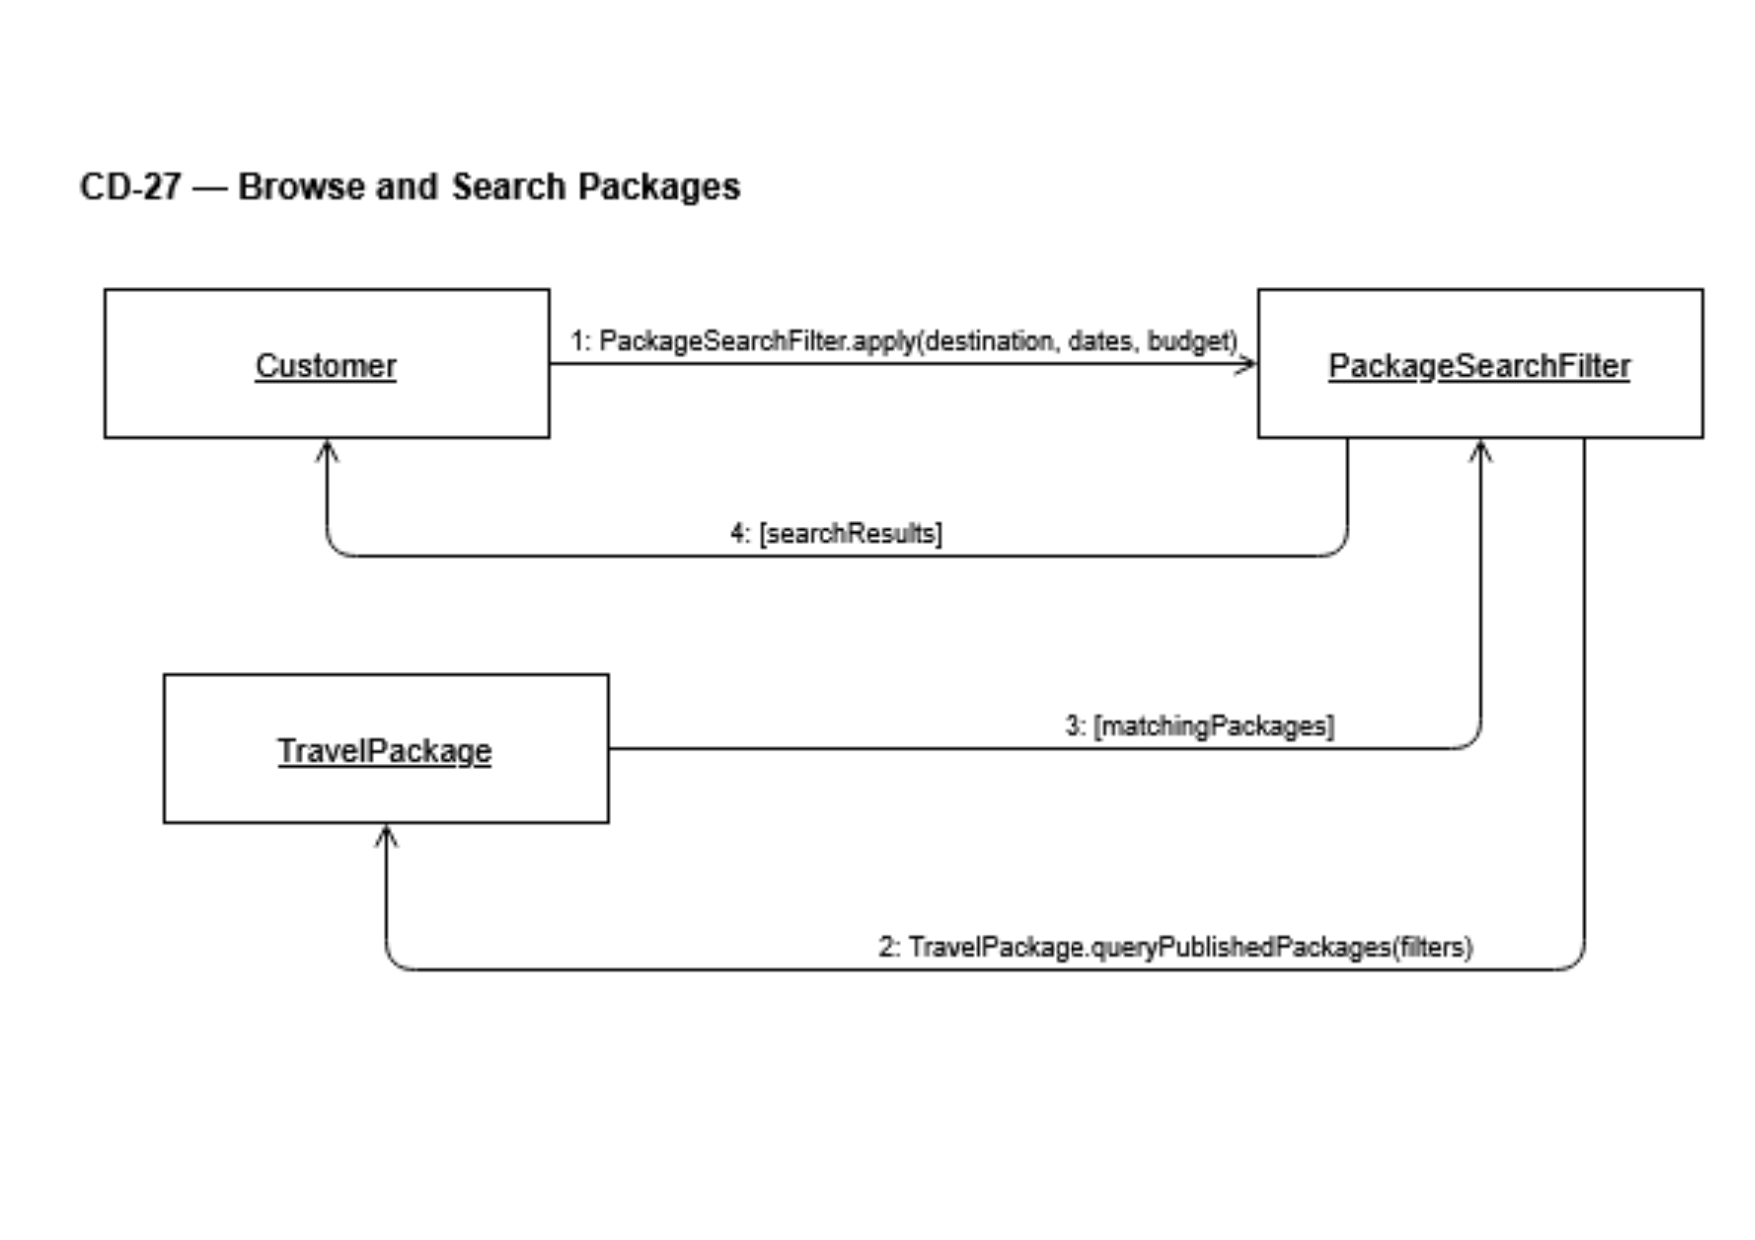 CD-27 — Browse and Search Packages
Customer
1: PackageSearchFilter.apply(destination, dates, budget)
PackageSearchFilter
4: [searchResults]
TravelPackage
3: [matchingPackages]
2: TravelPackage.queryPublishedPackages(filters)